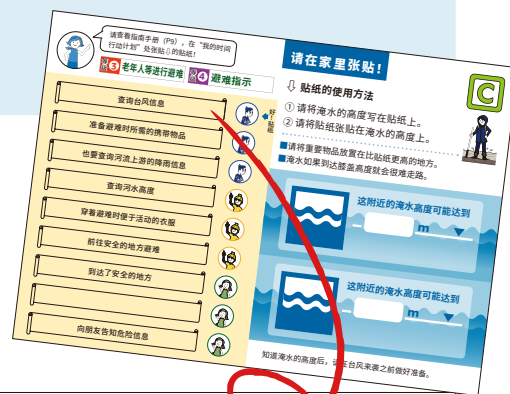 请查看指南手册（P9），在“我的时间
行动计划”处张贴⇩的贴纸！
警戒级别3 老年人等进行避难
4 避难指示
查询台风信息
准备避难时所需的携带物品
也要查询河流上游的降雨信息
查询河水高度
穿着避难时便于活动的衣服
前往安全的地方避难
到达了安全的地方
向朋友告知危险信息
好！贴纸
请在家里张贴！
C
⇩ 贴纸的使用方法
① 请将淹水的高度写在贴纸上。
② 请将贴纸张贴在淹水的高度上。
■请将重要物品放置在比贴纸更高的地方。
■淹水如果到达膝盖高度就会很难走路。
这附近的淹水高度可能达到
m
这附近的淹水高度可能达到
m
知道淹水的高度后，请在台风来袭之前做好准备。